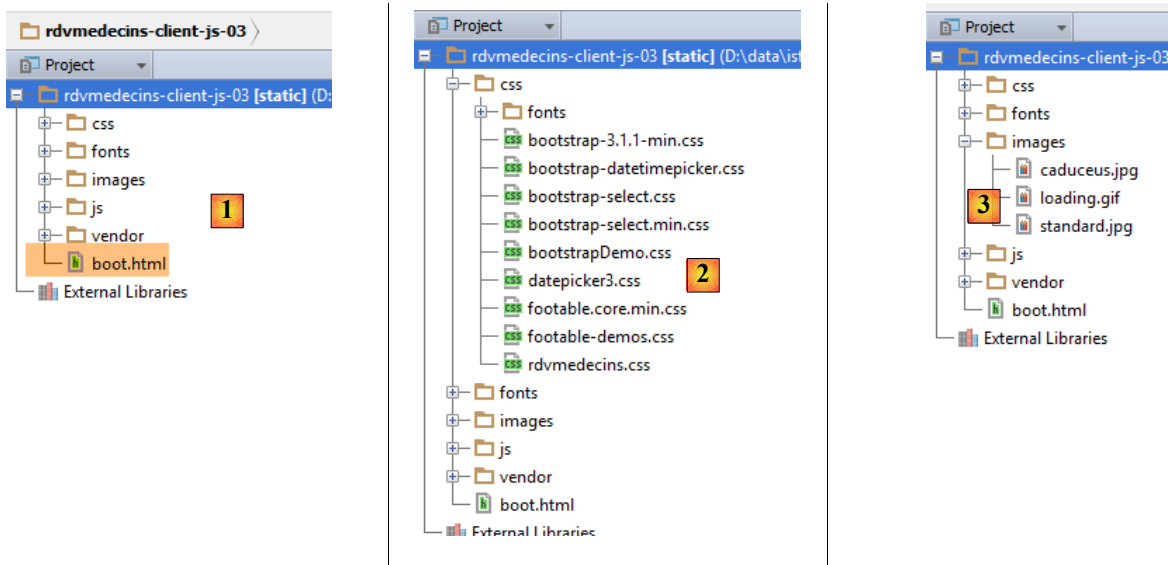 rdvmedecins-client-js-03
Project
rdvmedecins-client-js-03 [static] (D:
css
fonts
images
js
1
vendor
boot.html
External Libraries
Project
rdvmedecins-client-js-03 [static] (D:\data\ist
css
fonts
bootstrap-3.1.1-min.css
bootstrap-datetimepicker.css
bootstrap-select.css
bootstrap-select.min.css
bootstrapDemo.css
2
datepicker3.css
footable.core.min.css
footable-demos.css
rdvmedecins.css
fonts
images
js
vendor
boot.html
External Libraries
Project
rdvmedecins-client-js-03
css
fonts
images
caduceus.jpg
3
loading.gif
standard.jpg
js
vendor
boot.html
External Libraries